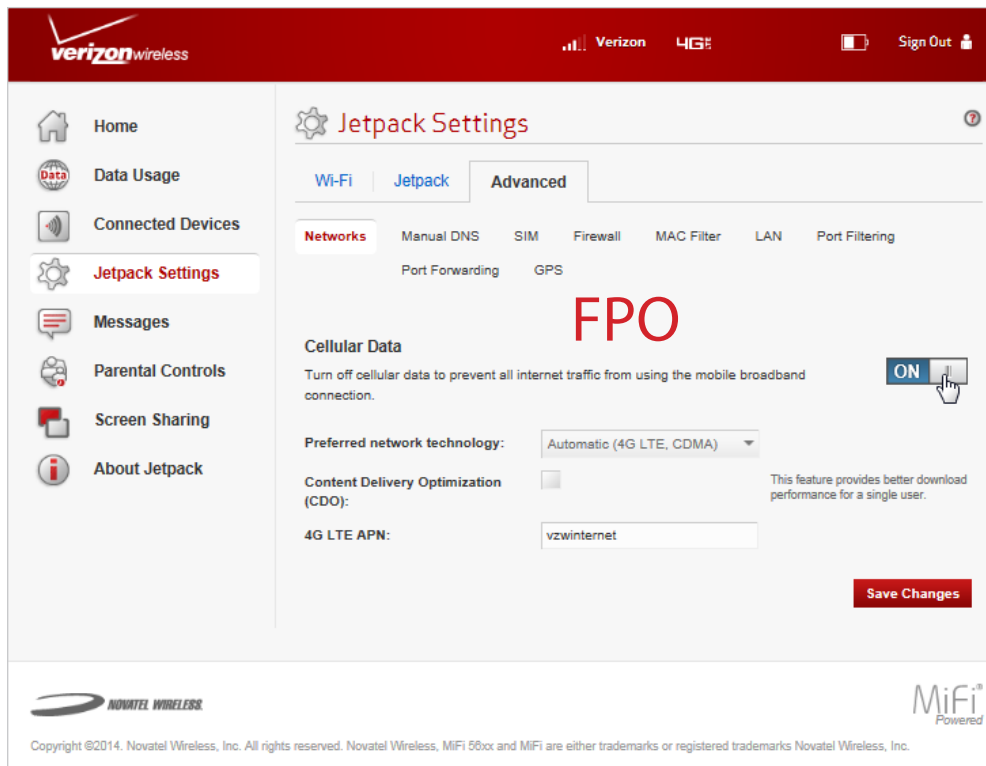 verizonwireless
Verizon 4G LTE Sign Out
Home
Data Usage
Data
Connected Devices
Jetpack Settings
Messages
Parental Controls
Screen Sharing
About Jetpack
Jetpack Settings ?
Wi-Fi Jetpack Advanced
Networks Manual DNS SIM Firewall MAC Filter LAN Port Filtering
Port Forwarding GPS
FPO
Cellular Data
Turn off cellular data to prevent all internet traffic from using the mobile broadband
connection.
ON
Preferred network technology: Automatic (4G LTE, CDMA)
Content Delivery Optimization
(CDO):
This feature provides better download
performance for a single user.
4G LTE APN: vzwinternet
Save Changes
NOVATEL WIRELESS.
MiFi®
Powered
Copyright ©2014. Novatel Wireless, Inc. All rights reserved. Novatel Wireless, MiFi 56xx and MiFi are either trademarks or registered trademarks Novatel Wireless, Inc.